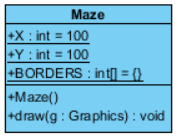 Maze
+X : int = 100
+Y : int = 100
+BORDERS : int[] = {}
+Maze()
+draw(g : Graphics) : void